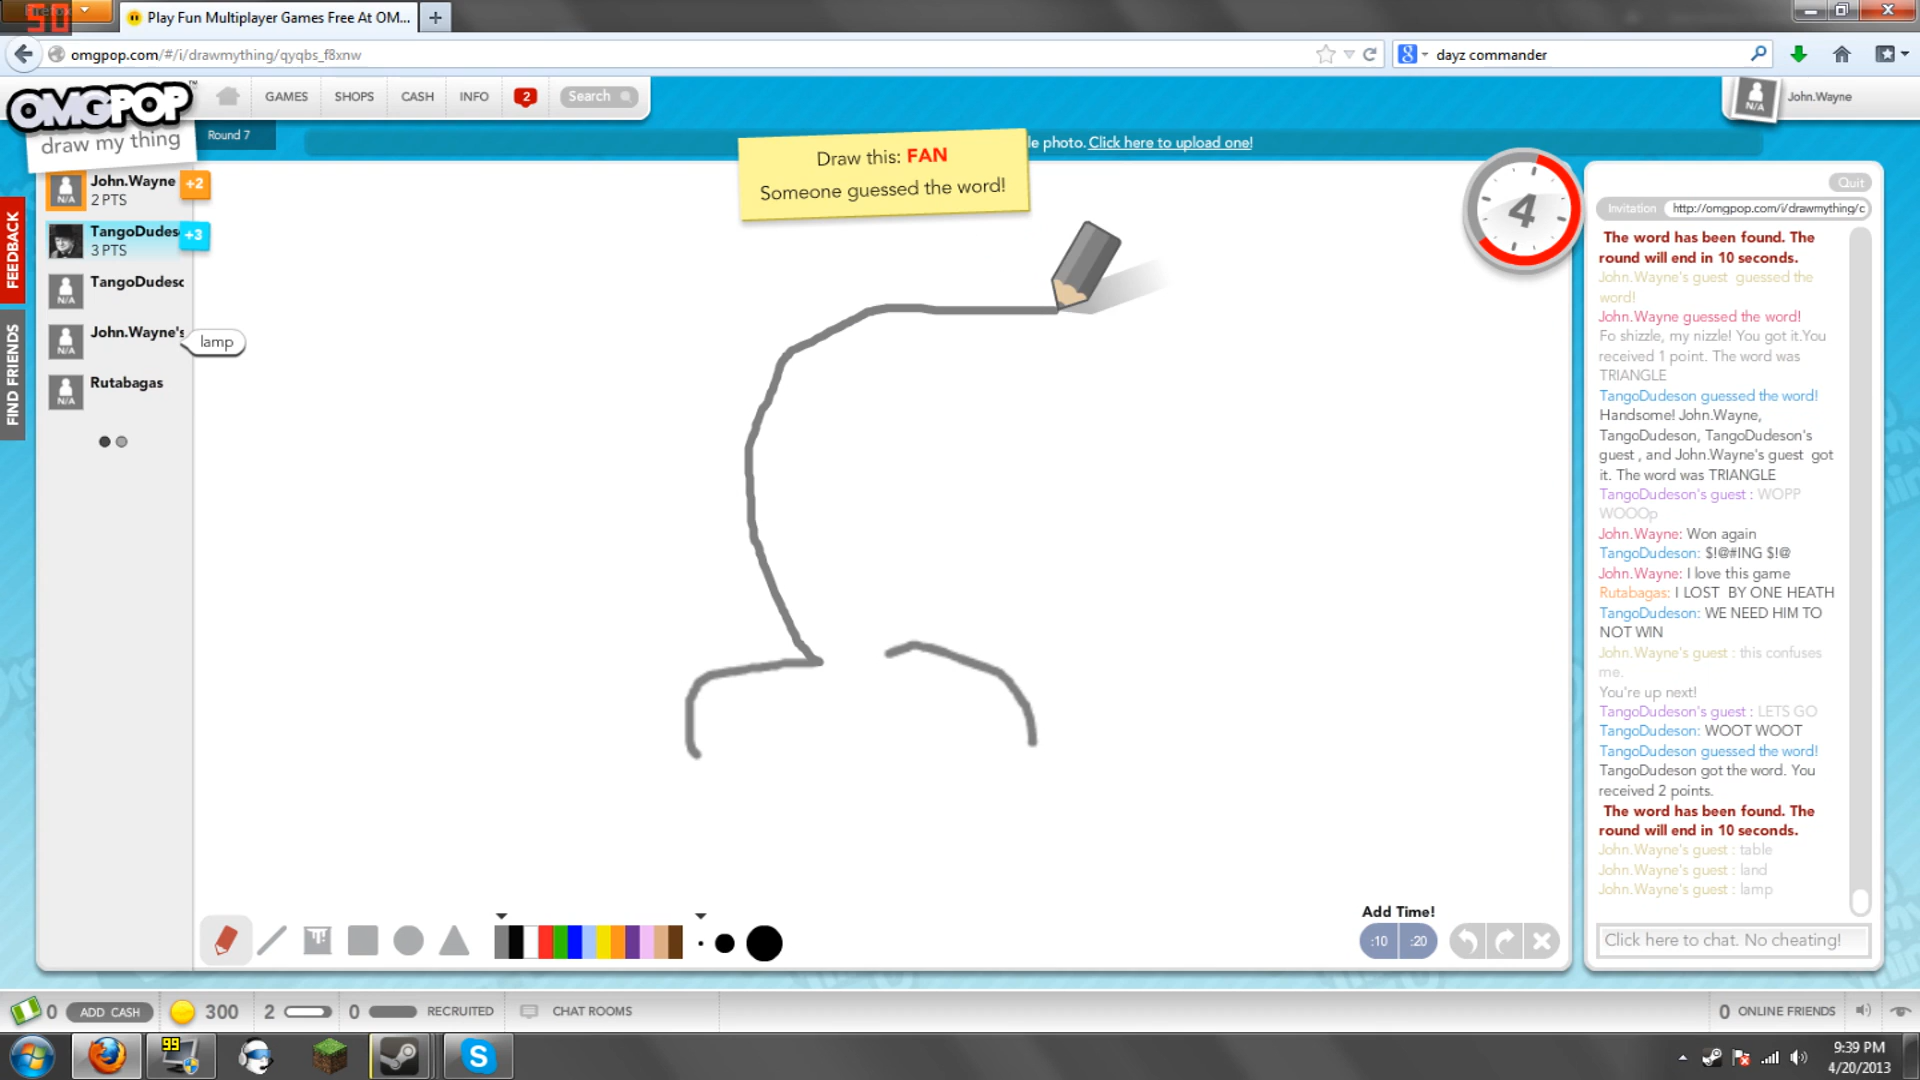 50
Play Fun Multiplayer Games Free At OM...
omgpop.com/#/i/drawmything/qyqbs_f8xnw
dayz commander
OMGPOP™
draw my thing
GAMES
SHOPS
CASH
INFO
2
Search
N/A
John.Wayne
Round 7
le photo. Click here to upload one!
Draw this: FAN
Someone guessed the word!
4
FEEDBACK
FIND FRIENDS
N/A
John.Wayne
2 PTS
+2
TangoDudes
3 PTS
+3
N/A
TangoDudesc
N/A
John.Wayne's
lamp
N/A
Rutabagas
Quit
Invitation
http://omgpop.com/i/drawmything/c
The word has been found. The
round will end in 10 seconds.
John.Wayne's guest guessed the
word!
John.Wayne guessed the word!
Fo shizzle, my nizzle! You got it.You
received 1 point. The word was
TRIANGLE
TangoDudeson guessed the word!
Handsome! John.Wayne,
TangoDudeson, TangoDudeson's
guest , and John.Wayne's guest got
it. The word was TRIANGLE
TangoDudeson's guest : WOPP
WOOOp
John.Wayne: Won again
TangoDudeson: $!@#ING $!@
John.Wayne: I love this game
Rutabagas: I LOST BY ONE HEATH
TangoDudeson: WE NEED HIM TO
NOT WIN
John.Wayne's guest : this confuses
me.
You're up next!
TangoDudeson's guest : LETS GO
TangoDudeson: WOOT WOOT
TangoDudeson guessed the word!
TangoDudeson got the word. You
received 2 points.
The word has been found. The
round will end in 10 seconds.
John.Wayne's guest : table
John.Wayne's guest : land
John.Wayne's guest : lamp
Click here to chat. No cheating!
Add Time!
:10
:20
0
ADD CASH
300
2
0
RECRUITED
CHAT ROOMS
0 ONLINE FRIENDS
99
9:39 PM
4/20/2013